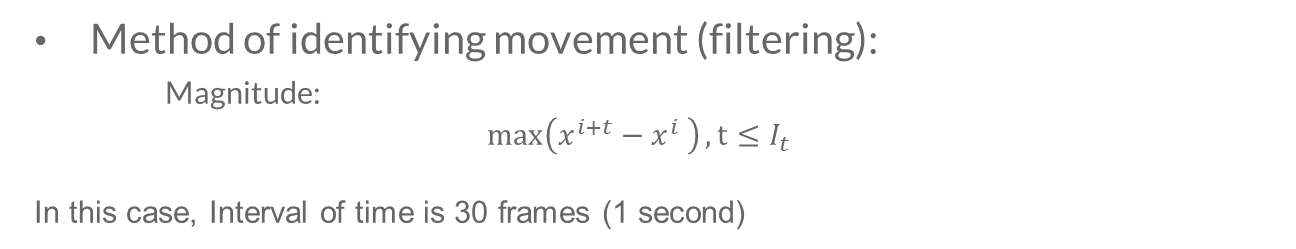 • Method of identifying movement (filtering):
Magnitude:
max(x^{i+t} − x^{i}), t ≤ I_t
In this case, Interval of time is 30 frames (1 second)